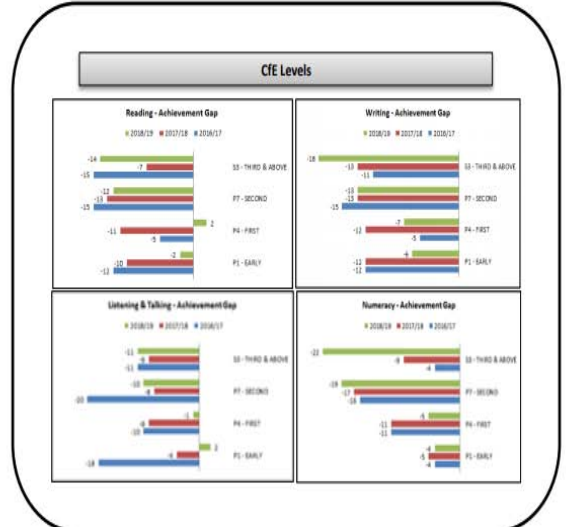 CfE Levels
Reading - Achievement Gap
2018/19 2017/18 2016/17
-14
-7
-15
S3 - THIRD & ABOVE
-12
-13
-15
P7 - SECOND
2
-11
-5
P4 - FIRST
-2
-10
-12
P1 - EARLY
Writing - Achievement Gap
2018/19 2017/18 2016/17
-18
-13
-11
S3 - THIRD & ABOVE
-13
-13
-15
P7 - SECOND
-7
-12
-5
P4 - FIRST
-6
-12
-12
P1 - EARLY
Listening & Talking - Achievement Gap
2018/19 2017/18 2016/17
-11
-9
-11
S3 - THIRD & ABOVE
-10
-8
-20
P7 - SECOND
-1
-9
-10
P4 - FIRST
2
-18
P1 - EARLY
Numeracy - Achievement Gap
2018/19 2017/18 2016/17
-22
-9
-4
S3 - THIRD & ABOVE
-19
-17
-16
P7 - SECOND
-11
-11
P4 - FIRST
-4
-5
-4
P1 - EARLY